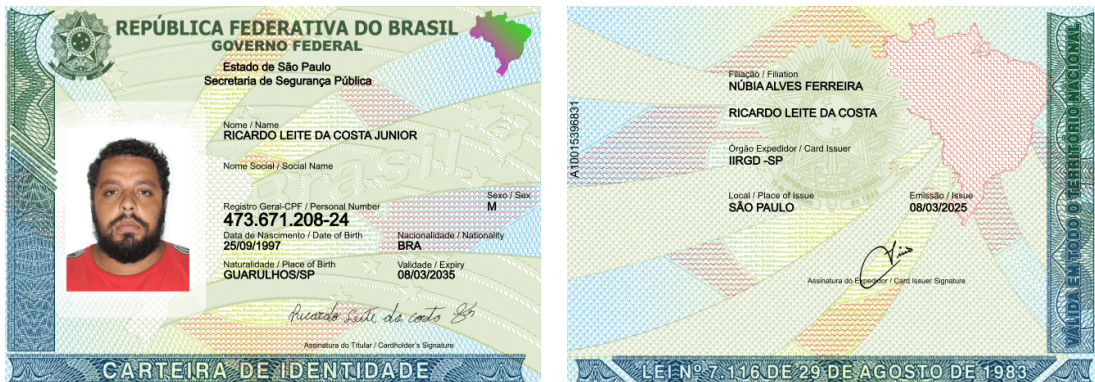 REPÚBLICA FEDERATIVA DO BRASIL
GOVERNO FEDERAL
Estado de São Paulo
Secretaria de Segurança Pública
Nome / Name
RICARDO LEITE DA COSTA JUNIOR
Nome Social / Social Name
Registro Geral-CPF / Personal Number
Sexo / Sex
473.671.208-24
M
Data de Nascimento / Date of Birth
Nacionalidade / Nationality
25/09/1997
BRA
Naturalidade / Place of Birth
Validade / Expiry
GUARULHOS/SP
08/03/2035
Ricardo Leite da Costa
Assinatura do Titular / Cardholder's Signature
CARTEIRA DE IDENTIDADE
A10015396831
Filiação / Filiation
NÚBIA ALVES FERREIRA
RICARDO LEITE DA COSTA
Órgão Expedidor / Card Issuer
IIRGD -SP
Local / Place of Issue
Emissão / Issue
SÃO PAULO
08/03/2025
Assinatura do Expedidor / Card Issuer Signature
VÁLIDA EM TODO O TERRITÓRIO NACIONAL
LEI Nº 7.116 DE 29 DE AGOSTO DE 1983